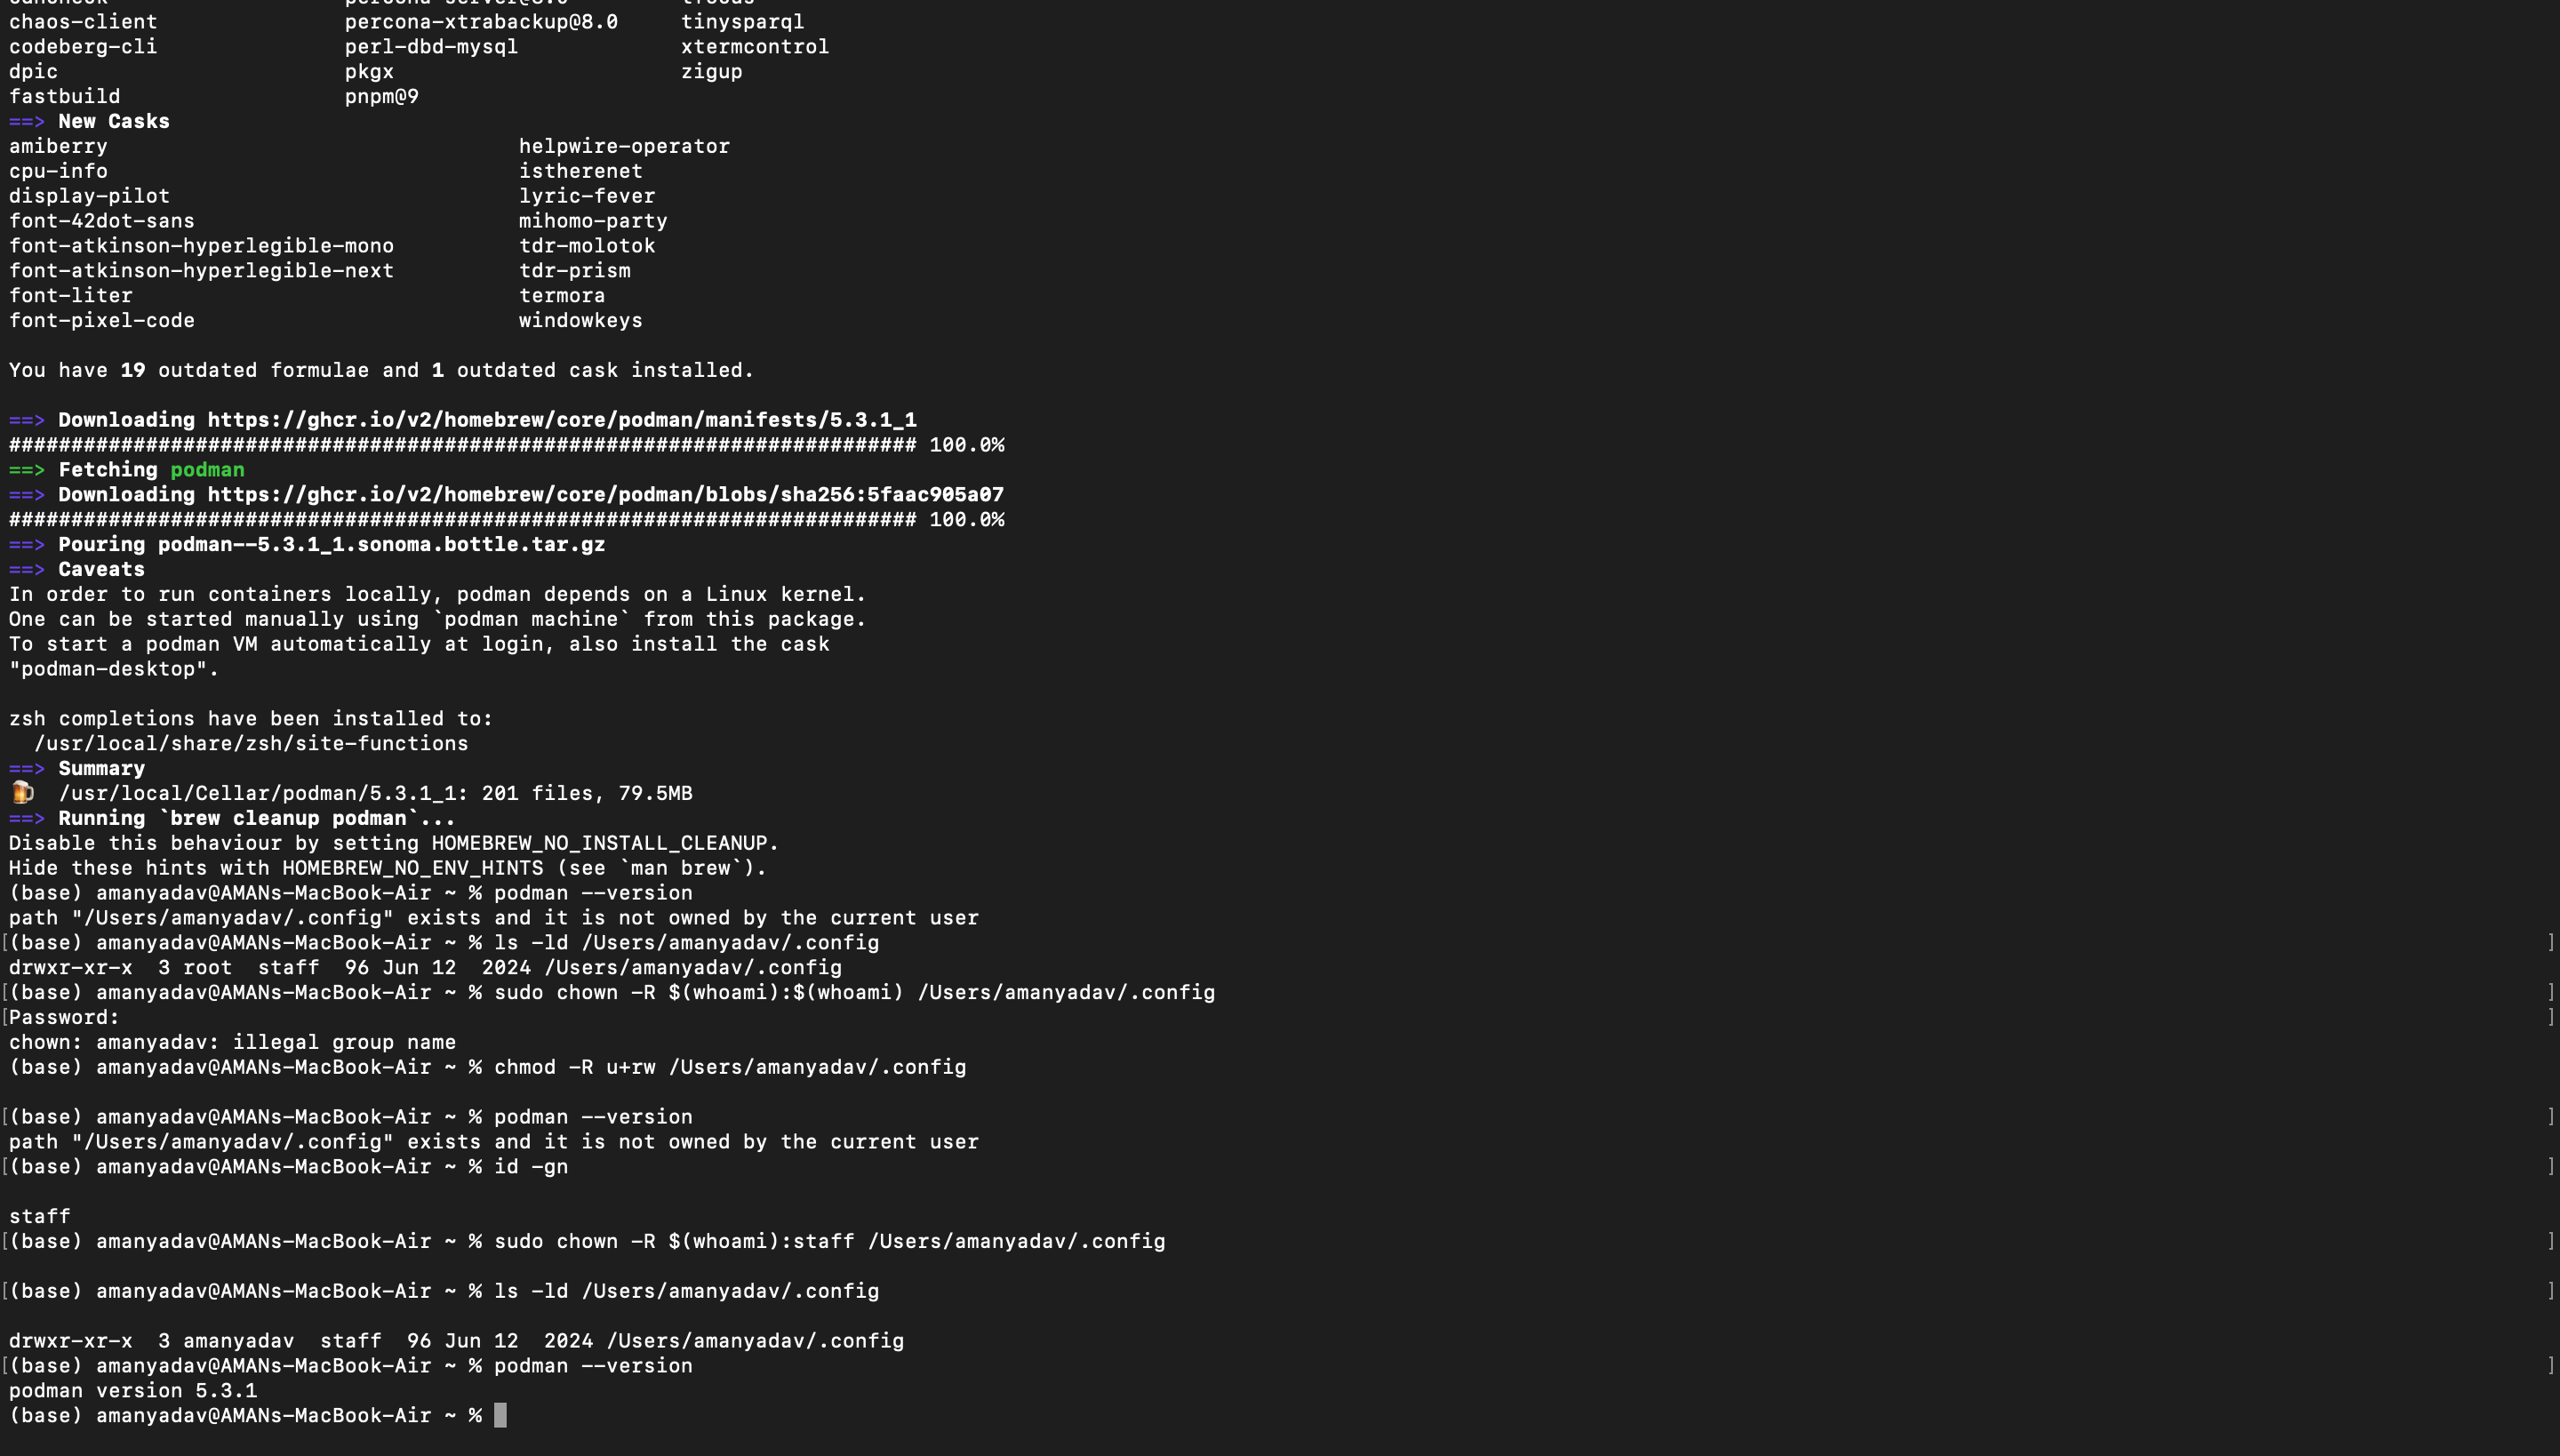 chaos-client percona-xtrabackup@8.0 tinysparql
codeberg-cli perl-dbd-mysql xtermcontrol
dpic pkgx zigup
fastbuild pnpm@9
==> New Casks
amiberry helpwire-operator
cpu-info istherenet
display-pilot lyric-fever
font-42dot-sans mihomo-party
font-atkinson-hyperlegible-mono tdr-molotok
font-atkinson-hyperlegible-next tdr-prism
font-liter termora
font-pixel-code windowkeys
You have 19 outdated formulae and 1 outdated cask installed.
==> Downloading https://ghcr.io/v2/homebrew/core/podman/manifests/5.3.1_1
######################################################################### 100.0%
==> Fetching podman
==> Downloading https://ghcr.io/v2/homebrew/core/podman/blobs/sha256:5faac905a07
######################################################################### 100.0%
==> Pouring podman--5.3.1_1.sonoma.bottle.tar.gz
==> Caveats
In order to run containers locally, podman depends on a Linux kernel.
One can be started manually using `podman machine` from this package.
To start a podman VM automatically at login, also install the cask
"podman-desktop".
zsh completions have been installed to:
/usr/local/share/zsh/site-functions
==> Summary
🍺 /usr/local/Cellar/podman/5.3.1_1: 201 files, 79.5MB
==> Running `brew cleanup podman`...
Disable this behaviour by setting HOMEBREW_NO_INSTALL_CLEANUP.
Hide these hints with HOMEBREW_NO_ENV_HINTS (see `man brew`).
(base) amanyadav@AMANs-MacBook-Air ~ % podman --version
path "/Users/amanyadav/.config" exists and it is not owned by the current user
[(base) amanyadav@AMANs-MacBook-Air ~ % ls -ld /Users/amanyadav/.config ]
drwxr-xr-x 3 root staff 96 Jun 12 2024 /Users/amanyadav/.config
[(base) amanyadav@AMANs-MacBook-Air ~ % sudo chown -R $(whoami):$(whoami) /Users/amanyadav/.config ]
[Password: ]
chown: amanyadav: illegal group name
(base) amanyadav@AMANs-MacBook-Air ~ % chmod -R u+rw /Users/amanyadav/.config
[(base) amanyadav@AMANs-MacBook-Air ~ % podman --version ]
path "/Users/amanyadav/.config" exists and it is not owned by the current user
[(base) amanyadav@AMANs-MacBook-Air ~ % id -gn ]
staff
[(base) amanyadav@AMANs-MacBook-Air ~ % sudo chown -R $(whoami):staff /Users/amanyadav/.config ]
[(base) amanyadav@AMANs-MacBook-Air ~ % ls -ld /Users/amanyadav/.config ]
drwxr-xr-x 3 amanyadav staff 96 Jun 12 2024 /Users/amanyadav/.config
[(base) amanyadav@AMANs-MacBook-Air ~ % podman --version ]
podman version 5.3.1
(base) amanyadav@AMANs-MacBook-Air ~ %